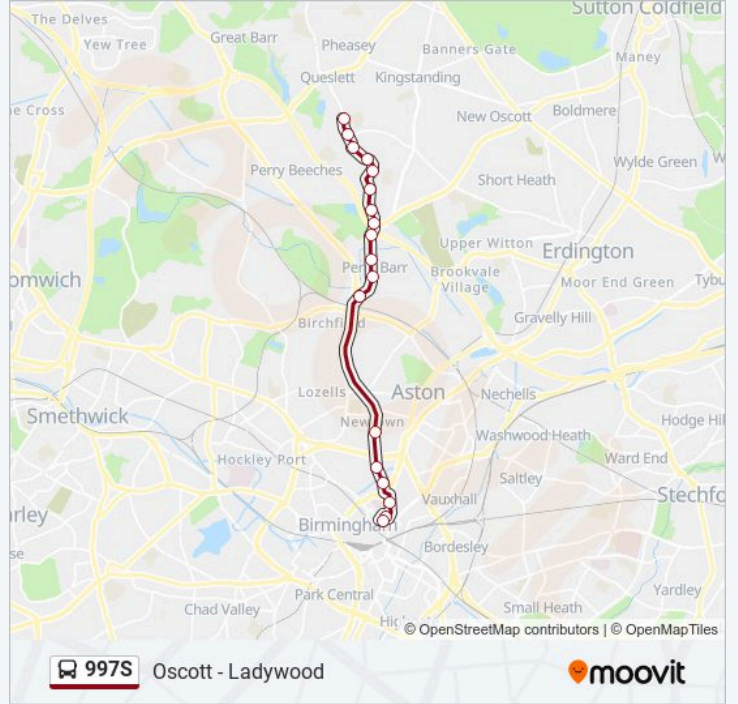 Sutton Coldfield
The Delves
Yew Tree
Great Barr
Pheasey
Banners Gate
Maney
Queslett
Kingstanding
e Cross
New Oscott
Boldmere
Wylde Green
W
Perry Beeches
Short Heath
Upper Witton
Erdington
omwich
Perry Barr
Brookvale
Village
Moor End Green
Tybu
Birchfield
Gravelly Hill
Lozells
Aston
Nechells
Smethwick
Newtown
Hodge Hil
Washwood Heath
Hockley Port
Ward End
Saltley
Stechfo
Vauxhall
rley
Birmingham
Bordesley
se
Park Central
Yardley
Chad Valley
Small Heath
Hig
© OpenStreetMap contributors | © OpenMapTiles
997S Oscott - Ladywood
moovit